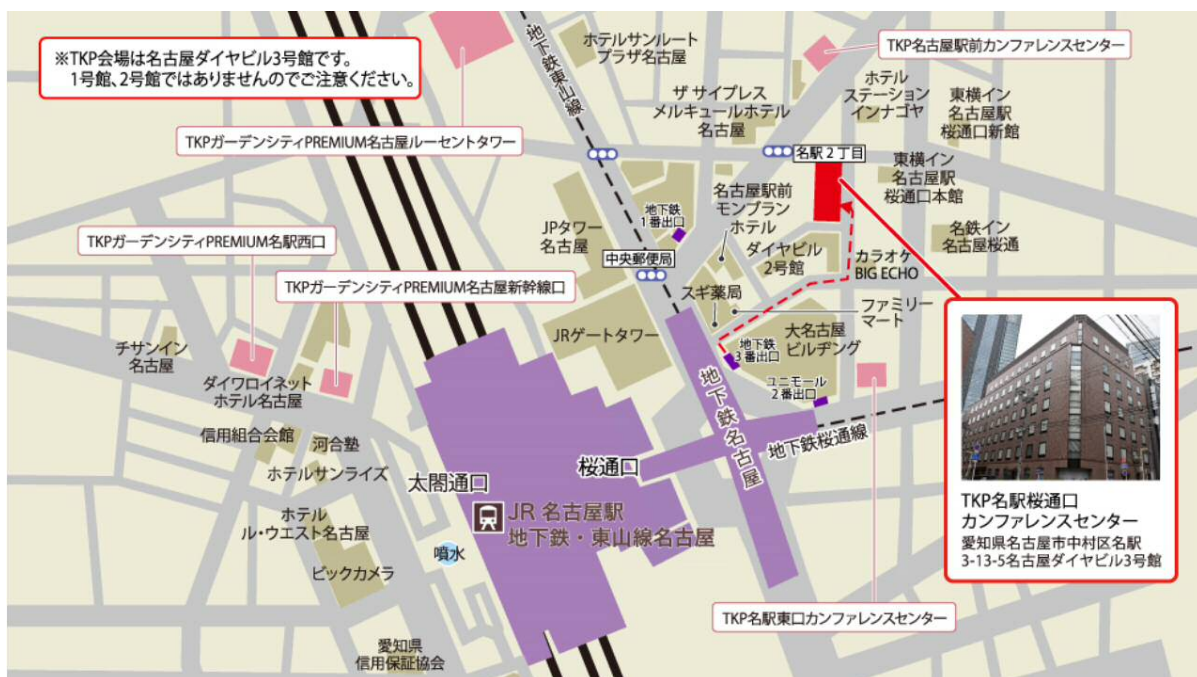 ※TKP会場は名古屋ダイヤビル3号館です。
1号館、2号館ではありませんのでご注意ください。
地下鉄東山線
ホテルサンルート
プラザ名古屋
TKP名古屋駅前カンファレンスセンター
ザ サイプレス
メルキュールホテル
名古屋
ホテル
ステーション
インナゴヤ
東横イン
名古屋駅
桜通口新館
TKPガーデンシティPREMIUM名古屋ルーセントタワー
名駅2丁目
東横イン
名古屋駅
桜通口本館
名古屋駅前
モンブラン
ホテル
地下鉄
1番出口
JPタワー
名古屋
TKPガーデンシティPREMIUM名駅西口
中央郵便局
ダイヤビル
2号館
名鉄イン
名古屋桜通
カラオケ
BIG ECHO
TKPガーデンシティPREMIUM名古屋新幹線口
スギ薬局
ファミリー
マート
JRゲートタワー
大名古屋
ビルヂング
地下鉄
3番出口
チサンイン
名古屋
ダイワロイネット
ホテル名古屋
ユニモール
2番出口
地下鉄名古屋
地下鉄桜通線
信用組合会館
河合塾
ホテルサンライズ
太閤通口
桜通口
JR 名古屋駅
地下鉄・東山線名古屋
ホテル
ル・ウエスト名古屋
噴水
ビックカメラ
TKP名駅桜通口
カンファレンスセンター
愛知県名古屋市中村区名駅
3-13-5名古屋ダイヤビル3号館
TKP名駅東口カンファレンスセンター
愛知県
信用保証協会